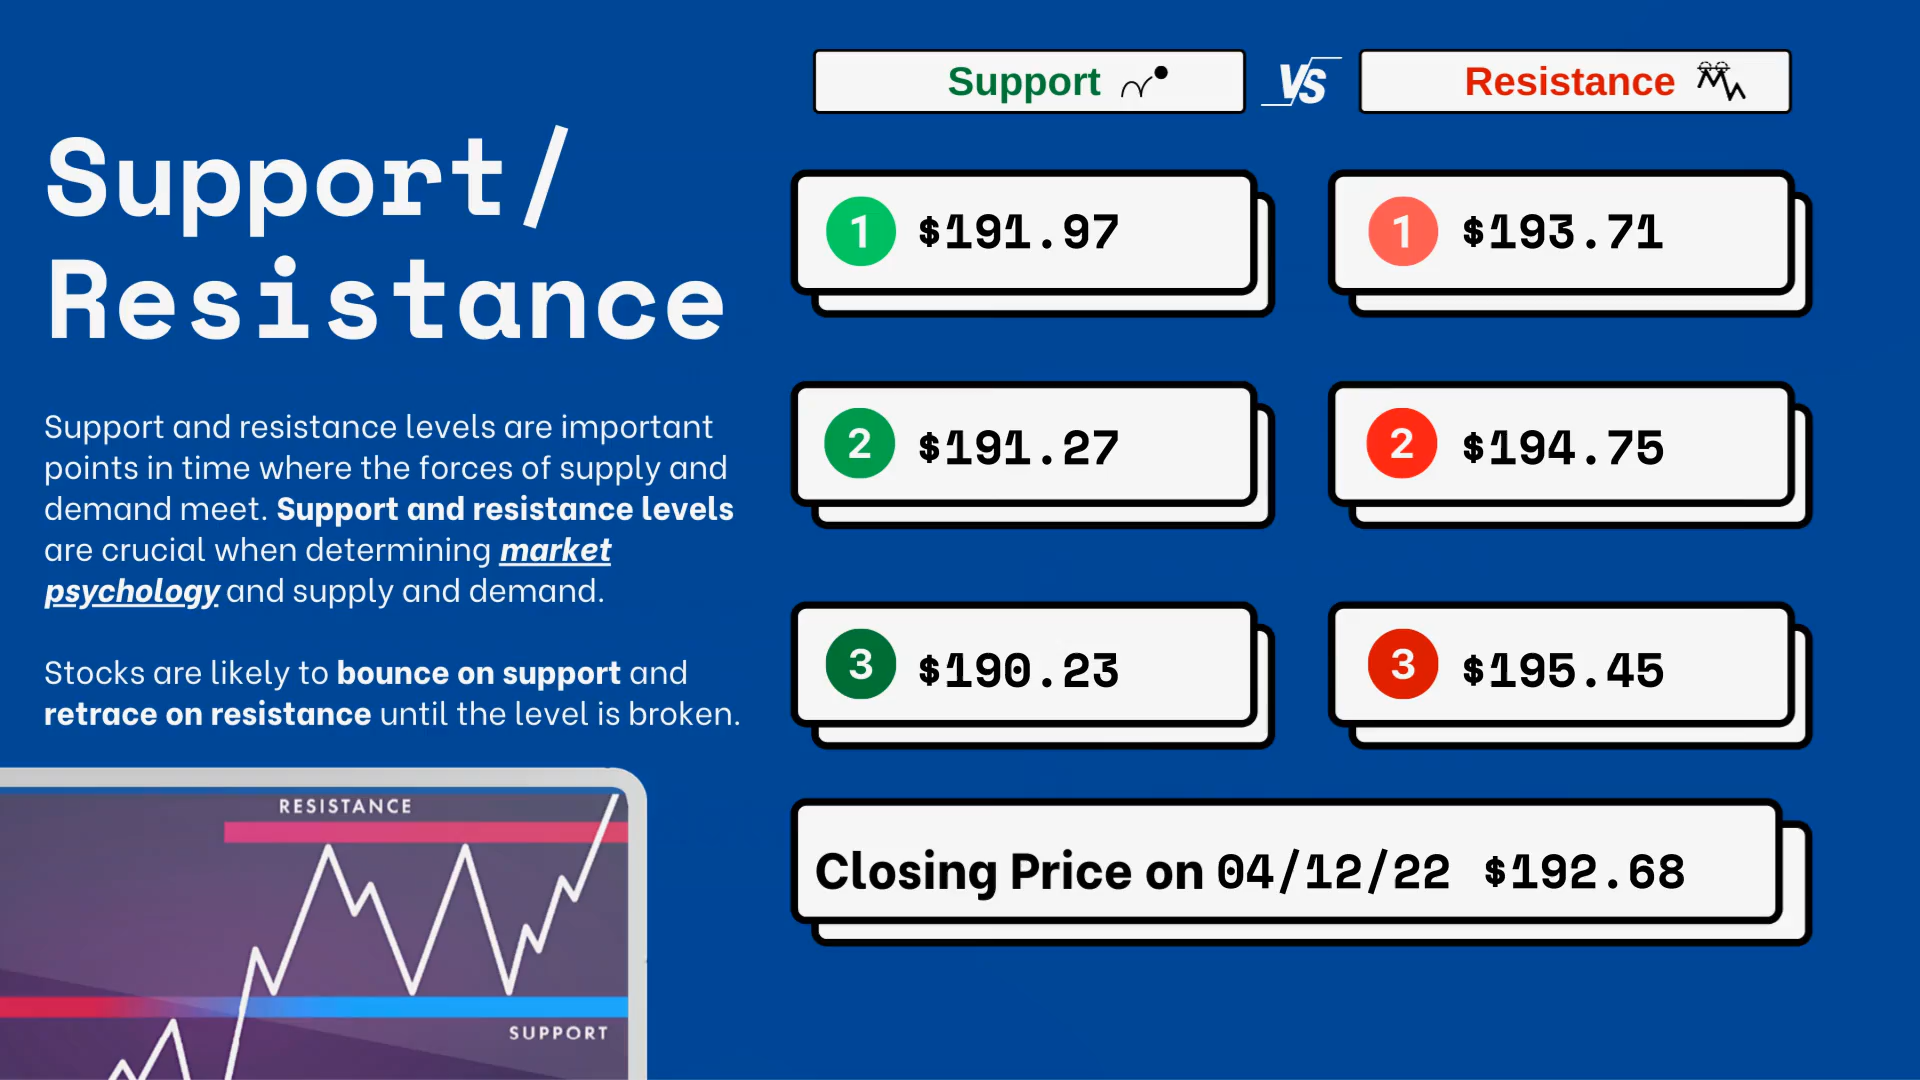 Support/
Resistance
Support and resistance levels are important
points in time where the forces of supply and
demand meet. Support and resistance levels
are crucial when determining market
psychology and supply and demand.
Stocks are likely to bounce on support and
retrace on resistance until the level is broken.
RESISTANCE
SUPPORT
Support VS Resistance
1 $191.97
1 $193.71
2 $191.27
2 $194.75
3 $190.23
3 $195.45
Closing Price on 04/12/22 $192.68